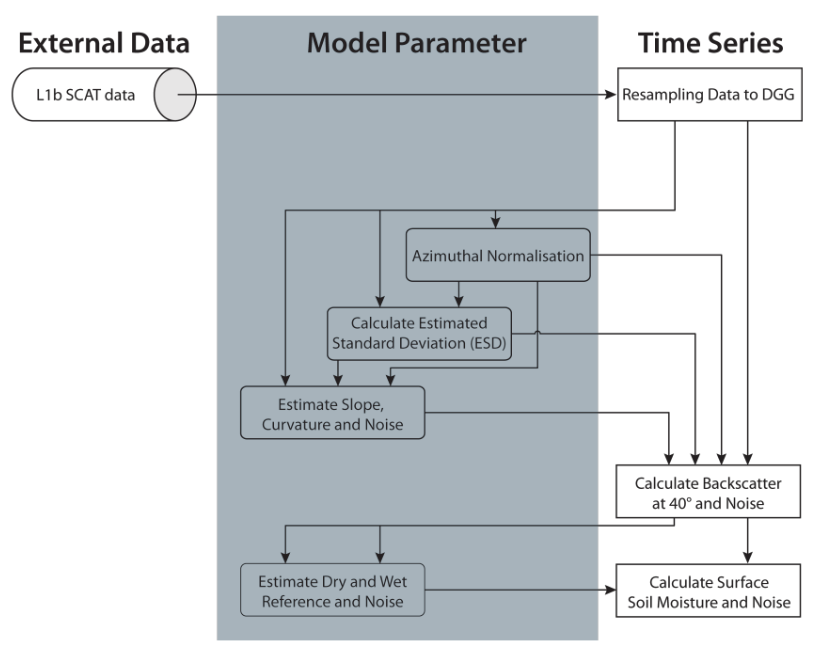 External Data
Model Parameter
Time Series
L1b SCAT data
Resampling Data to DGG
Azimuthal Normalisation
Calculate Estimated
Standard Deviation (ESD)
Estimate Slope,
Curvature and Noise
Calculate Backscatter
at 40° and Noise
Estimate Dry and Wet
Reference and Noise
Calculate Surface
Soil Moisture and Noise